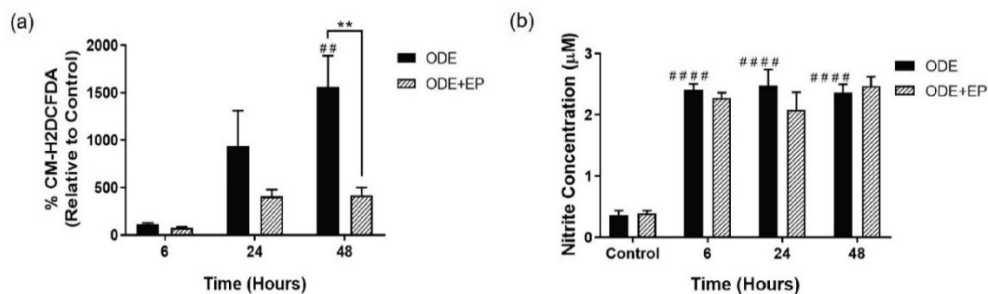 (a)
**
##
ODE
ODE+EP
2000
1500
1000
500
0
% CM-H2DCFDA
(Relative to Control)
6 24 48
Time (Hours)
(b)
####
####
####
ODE
ODE+EP
3
2
1
0
Nitrite Concentration (µM)
Control 6 24 48
Time (Hours)